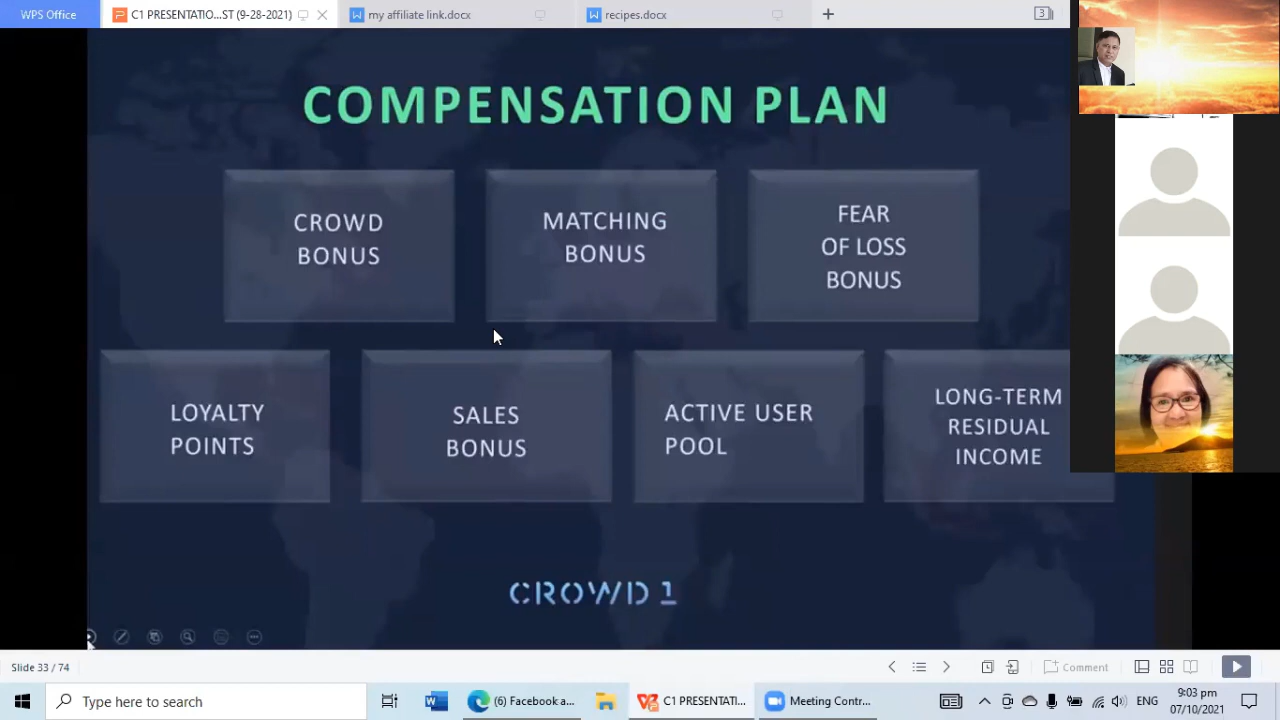 WPS Office
C1 PRESENTATIO...ST (9-28-2021)
my affiliate link.docx
recipes.docx
3
COMPENSATION PLAN
CROWD
BONUS
MATCHING
BONUS
FEAR
OF LOSS
BONUS
LOYALTY
POINTS
SALES
BONUS
ACTIVE USER
POOL
LONG-TERM
RESIDUAL
INCOME
CROWD 1
Slide 33 / 74
Comment
Type here to search
(6) Facebook a...
C1 PRESENTATI...
Meeting Contr...
ENG
9:03 pm
07/10/2021